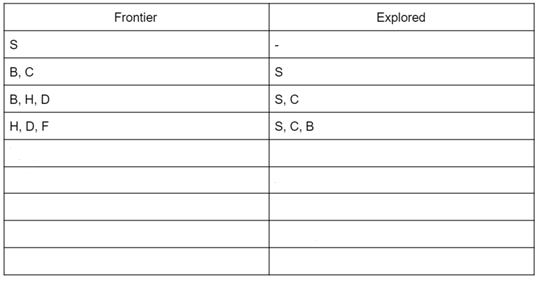 Frontier Explored
S -
B, C S
B, H, D S, C
H, D, F S, C, B